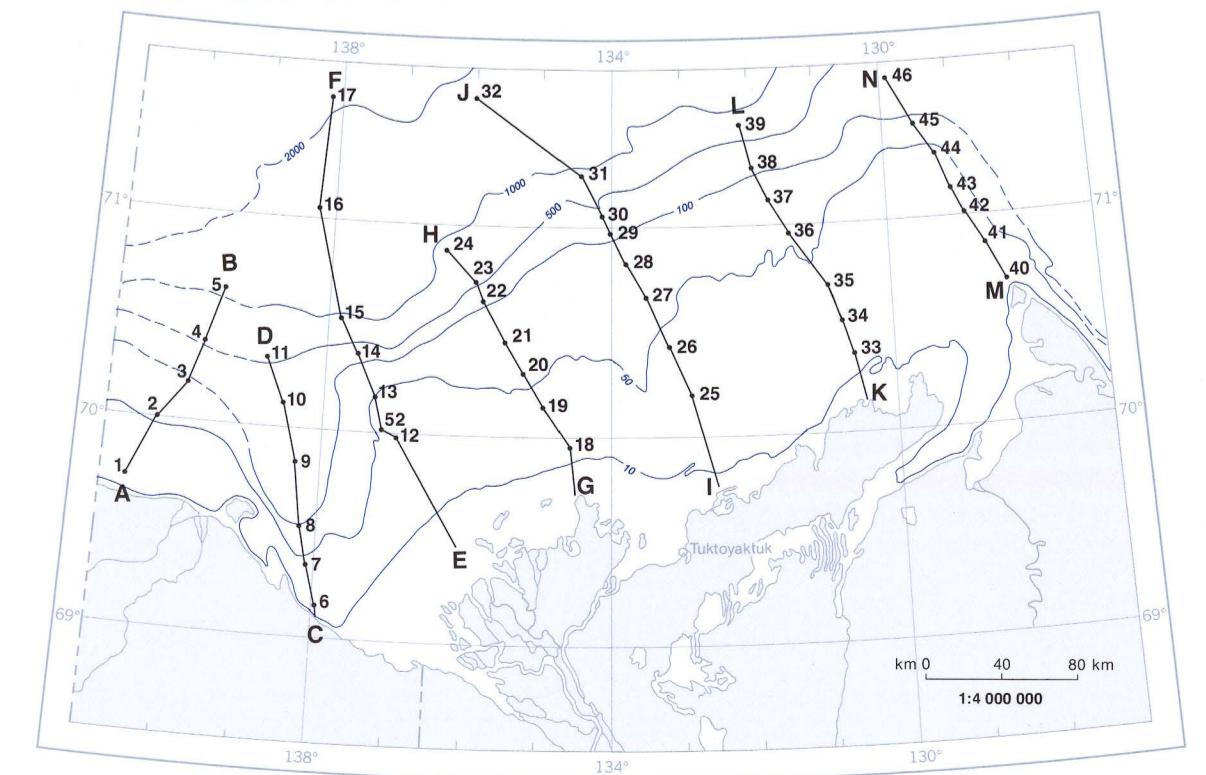 138° 134° 130°
F 17
J 32
N 46
L 39
45
2000
44
38
31
1000
43
71° 16 37 71°
500 100 42
30
H 24 29 36 41
B
5 23 28 40
22 27 35 M
15 34
4 D
11 14 21 26 33
3 20 50
13 25 K
10
70° 2 52 19 70°
12
18
1 9 10
A G I
8
E Tuktoyaktuk
7
6
69° 69°
C
km 0 40 80 km
1:4 000 000
138° 134° 130°